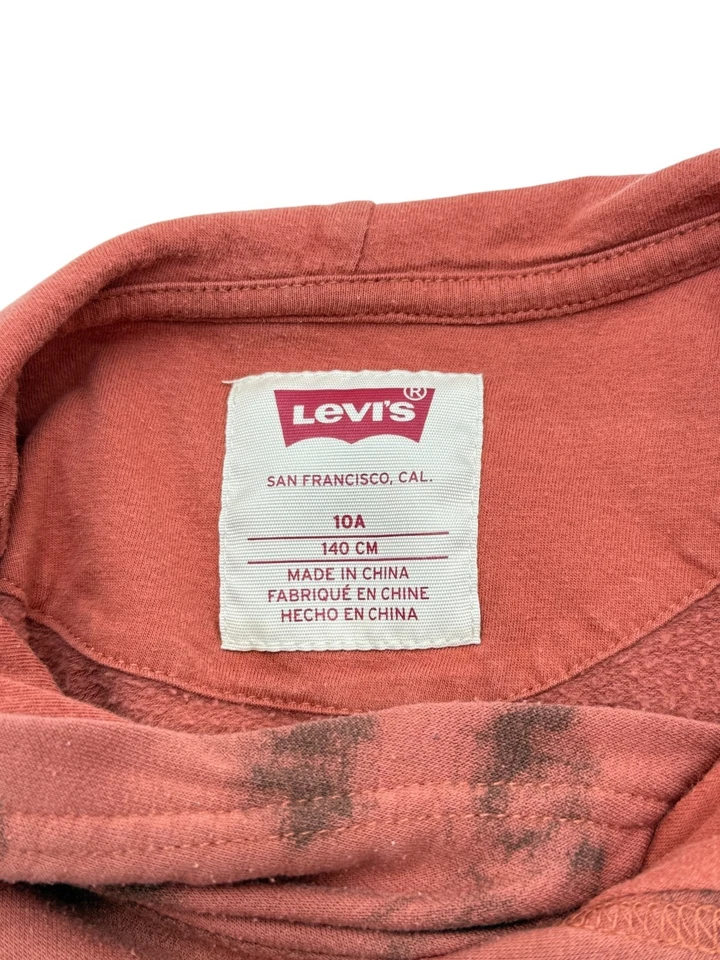 Levi's ®
SAN FRANCISCO, CAL.
10A
140 CM
MADE IN CHINA
FABRIQUÉ EN CHINE
HECHO EN CHINA